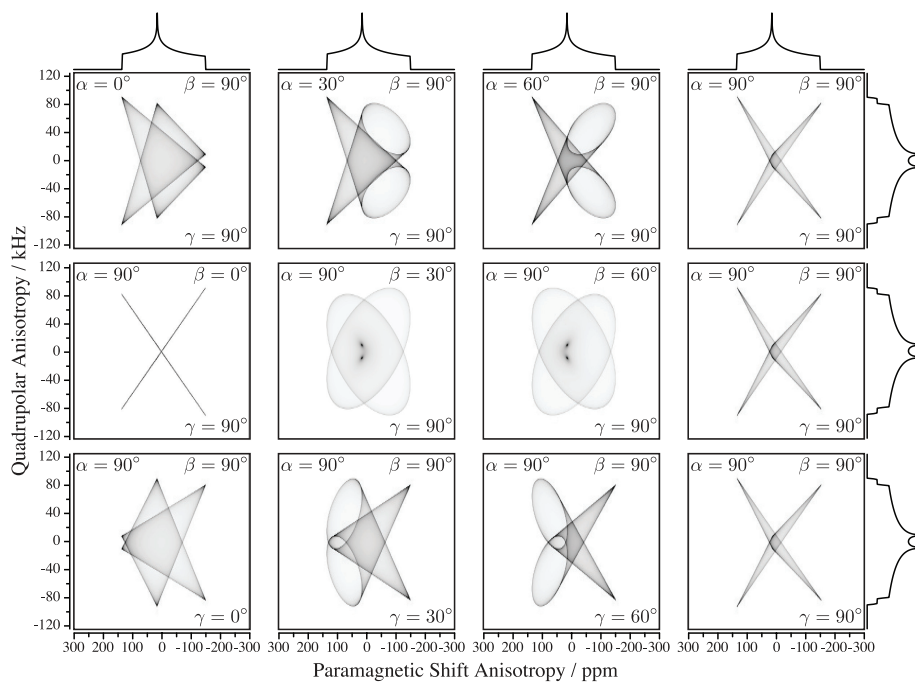 α = 0° β = 90° α = 30° β = 90° α = 60° β = 90° α = 90° β = 90°
120
80
40
0
-40
-80
-120
γ = 90° γ = 90° γ = 90° γ = 90°
α = 90° β = 0° α = 90° β = 30° α = 90° β = 60° α = 90° β = 90°
120
80
40
0
-40
-80
-120
γ = 90° γ = 90° γ = 90° γ = 90°
α = 90° β = 90° α = 90° β = 90° α = 90° β = 90° α = 90° β = 90°
120
80
40
0
-40
-80
-120
γ = 0° γ = 30° γ = 60° γ = 90°
Quadrupolar Anisotropy / kHz
300 200 100 0 -100 -200 -300 300 200 100 0 -100 -200 -300 300 200 100 0 -100 -200 -300 300 200 100 0 -100 -200 -300
Paramagnetic Shift Anisotropy / ppm